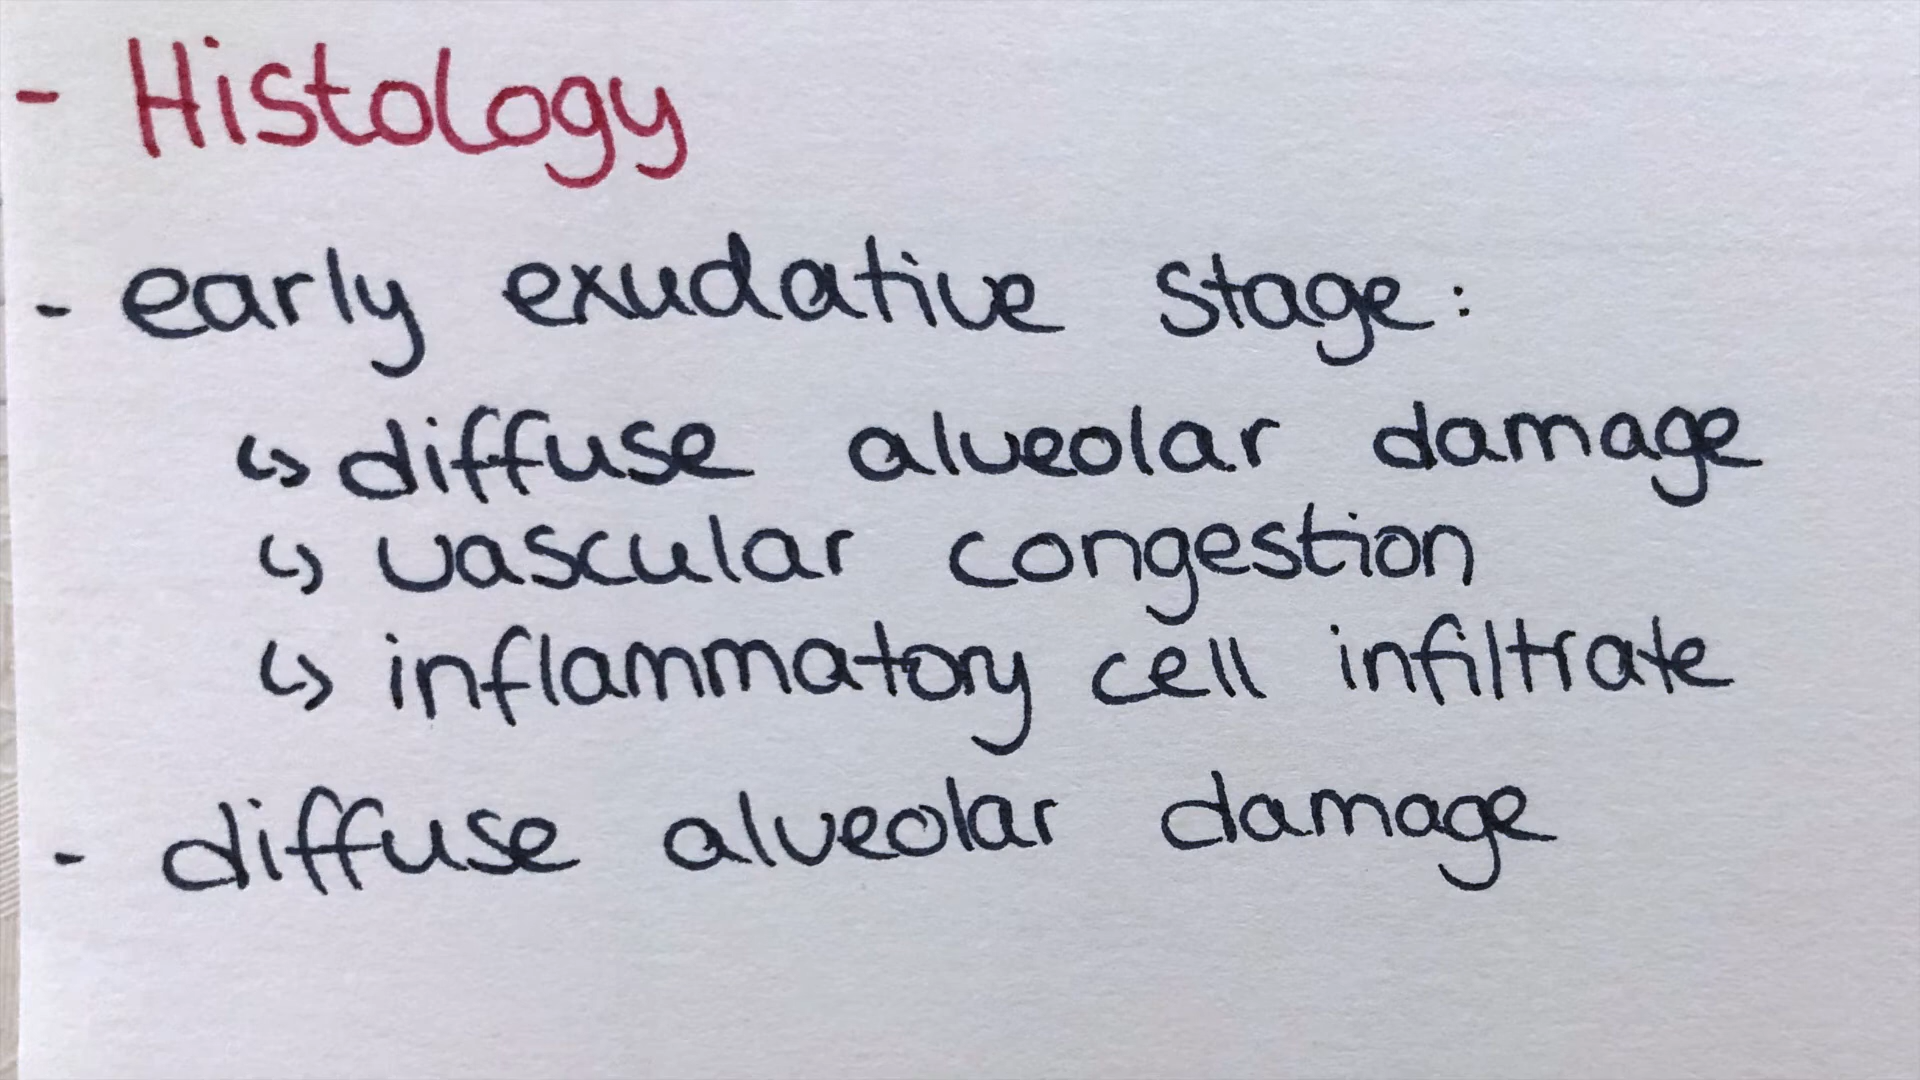 - Histology
- early exudative stage:
↳ diffuse alveolar damage
↳ vascular congestion
↳ inflammatory cell infiltrate
- diffuse alveolar damage